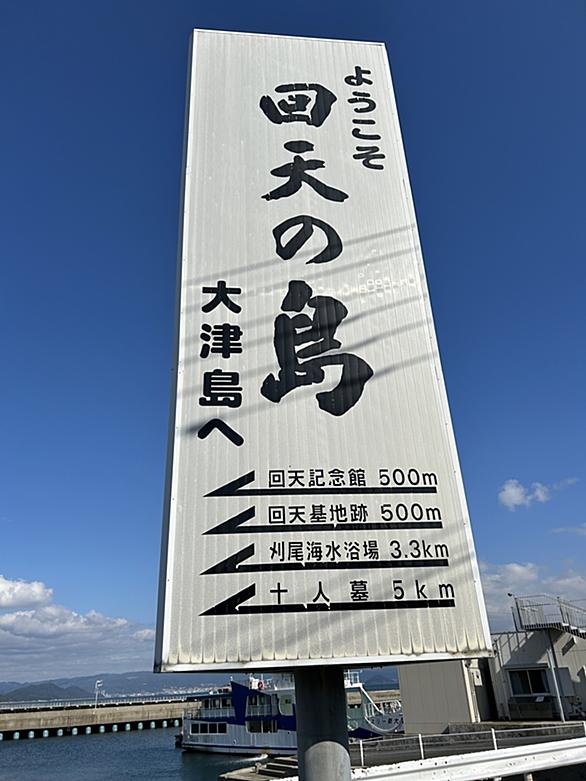 ようこそ
回天の島
大津島へ
回天記念館 500m
回天基地跡 500m
刈尾海水浴場 3.3km
十人墓 5km